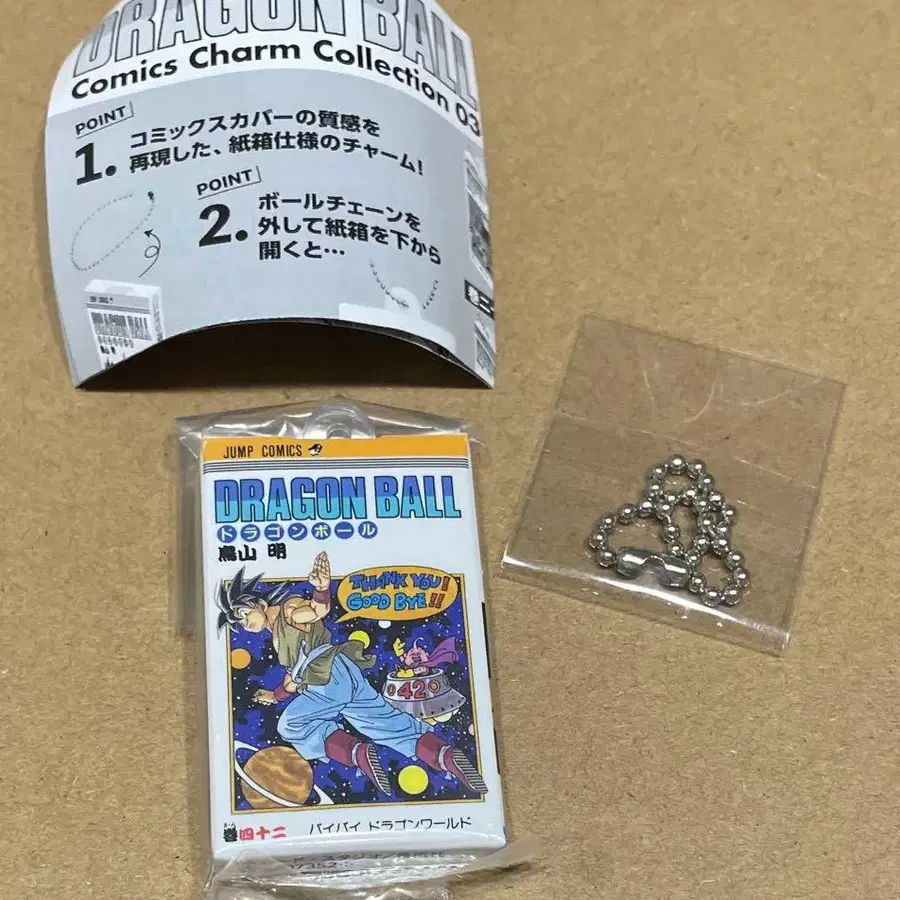 DRAGON BALL
Comics Charm Collection 03
POINT
1.
コミックスカバーの質感を
再現した、紙箱仕様のチャーム!
POINT
2.
ボールチェーンを
外して紙箱を下から
開くと…
DRAGON BALL
JUMP COMICS
DRAGON BALL
ドラゴンボール
鳥山 明
THANK YOU!
GOOD BYE!!
042
巻四十二
バイバイ ドラゴンワールド